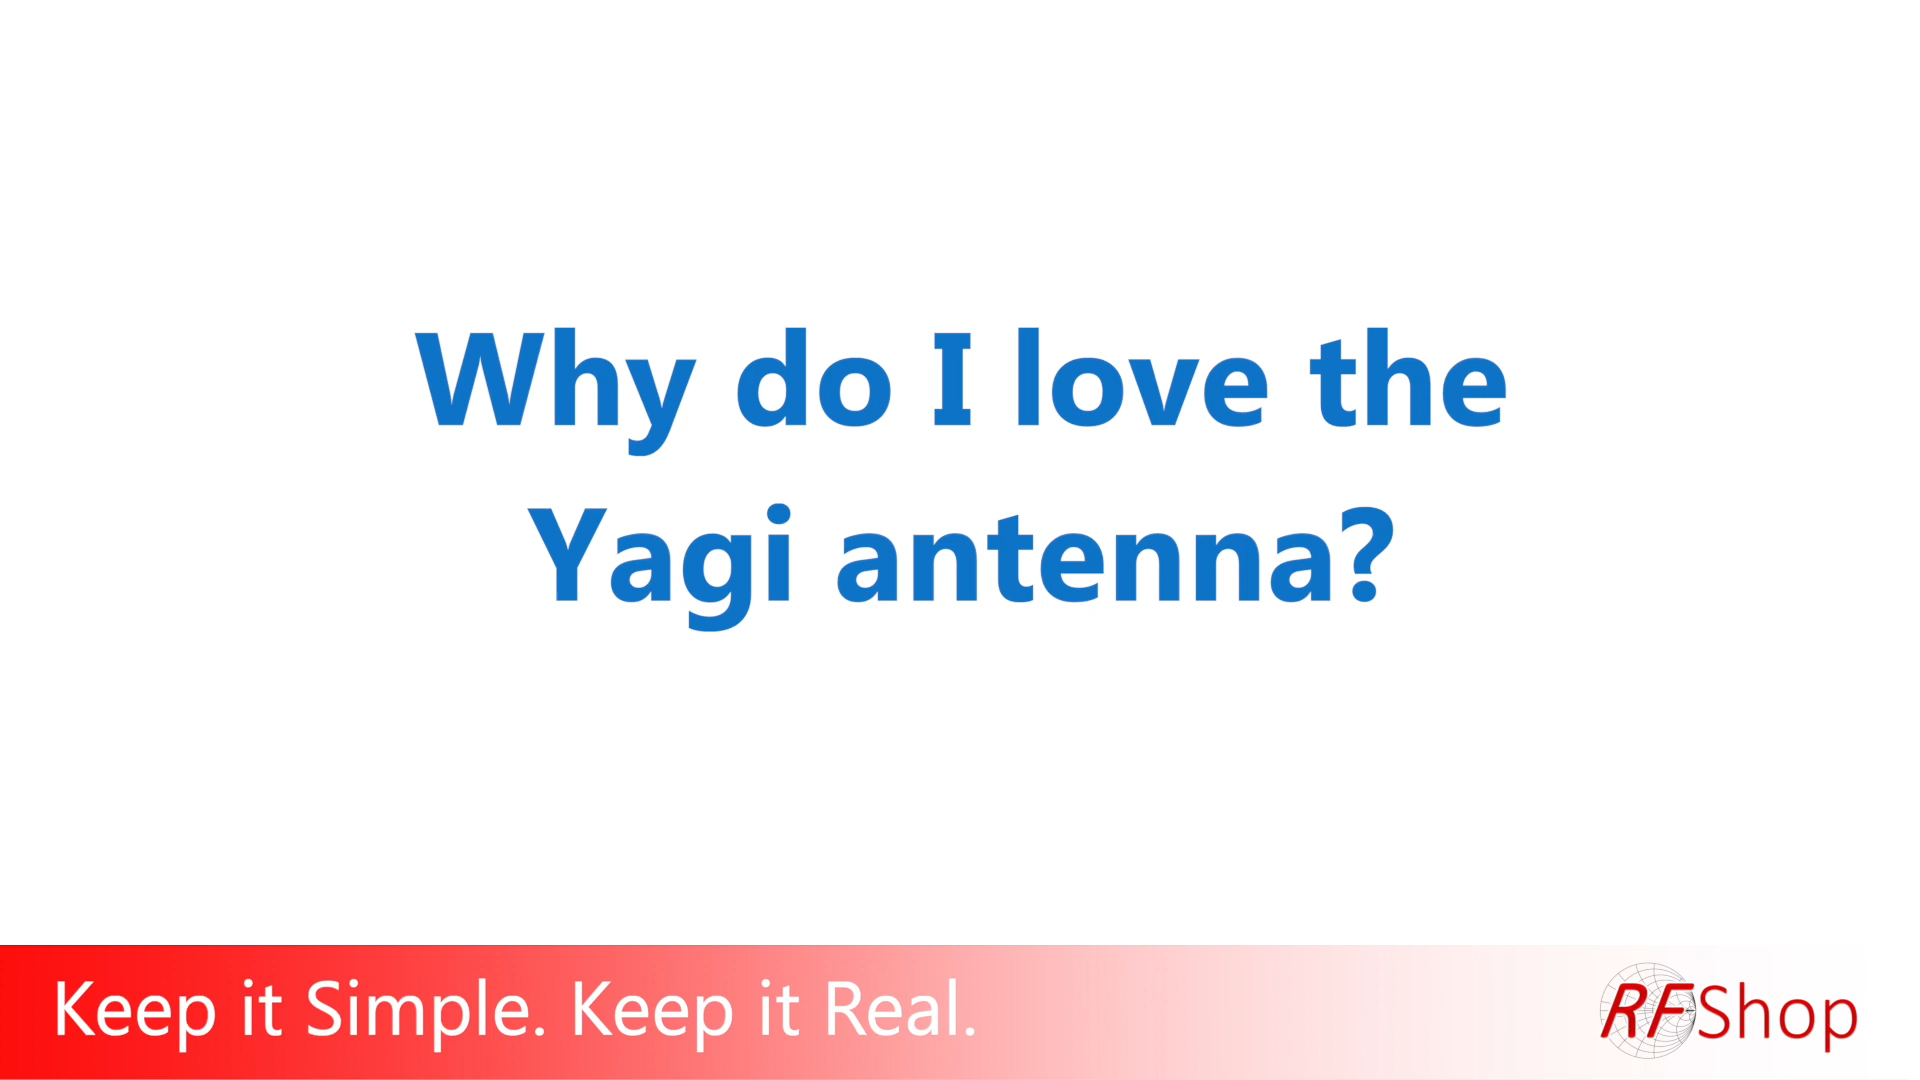 Why do I love the
Yagi antenna?
Keep it Simple. Keep it Real.
RFShop